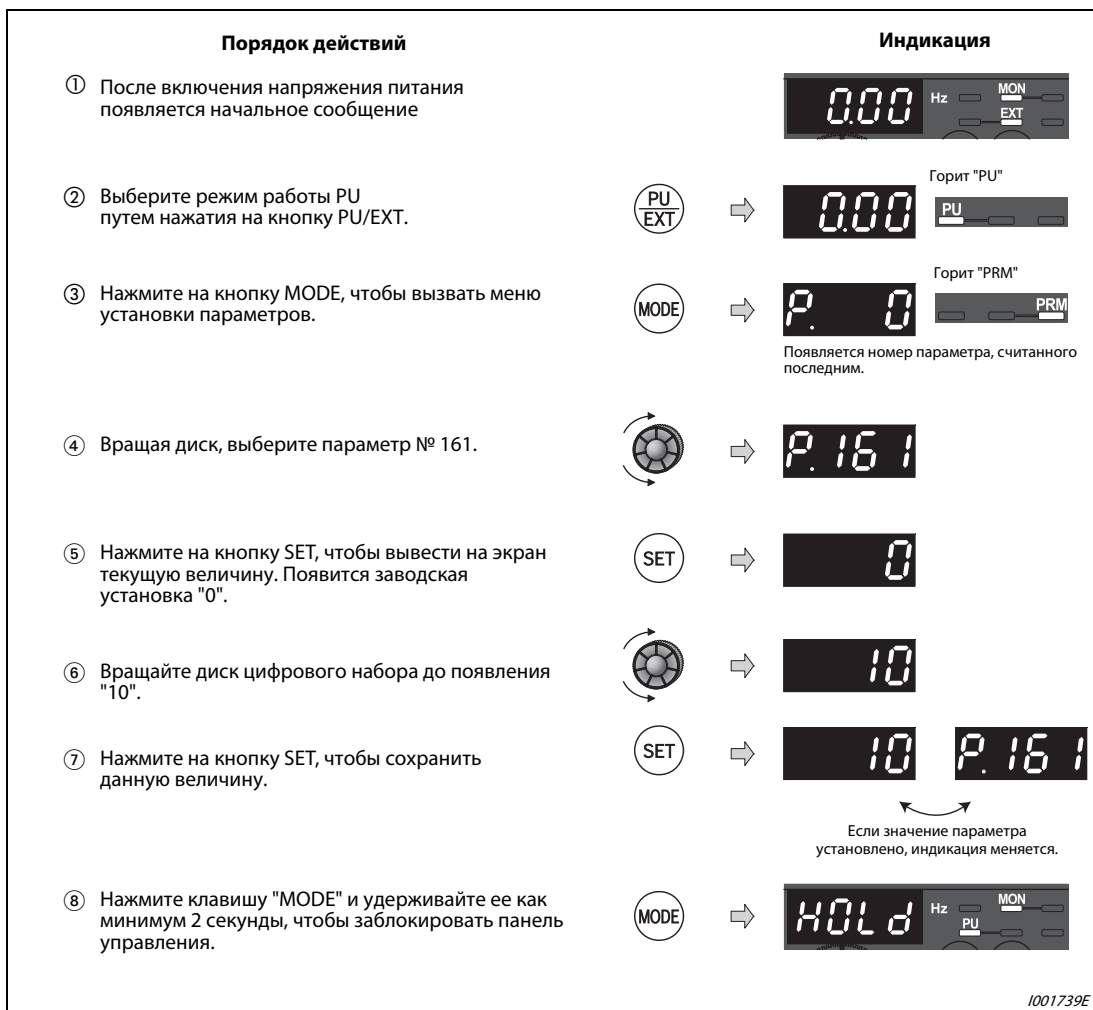 Порядок действий
Индикация
① После включения напряжения питания
появляется начальное сообщение
0.00 Hz MON
EXT
② Выберите режим работы PU
путем нажатия на кнопку PU/EXT.
PU
EXT
0.00
Горит "PU"
PU
③ Нажмите на кнопку MODE, чтобы вызвать меню
установки параметров.
MODE
P. 0
Горит "PRM"
PRM
Появляется номер параметра, считанного
последним.
④ Вращая диск, выберите параметр № 161.
P. 161
⑤ Нажмите на кнопку SET, чтобы вывести на экран
текущую величину. Появится заводская
установка "0".
SET
0
⑥ Вращайте диск цифрового набора до появления
"10".
10
⑦ Нажмите на кнопку SET, чтобы сохранить
данную величину.
SET
10
P. 161
Если значение параметра
установлено, индикация меняется.
⑧ Нажмите клавишу "MODE" и удерживайте ее как
минимум 2 секунды, чтобы заблокировать панель
управления.
MODE
HOLd Hz MON
PU
I001739E